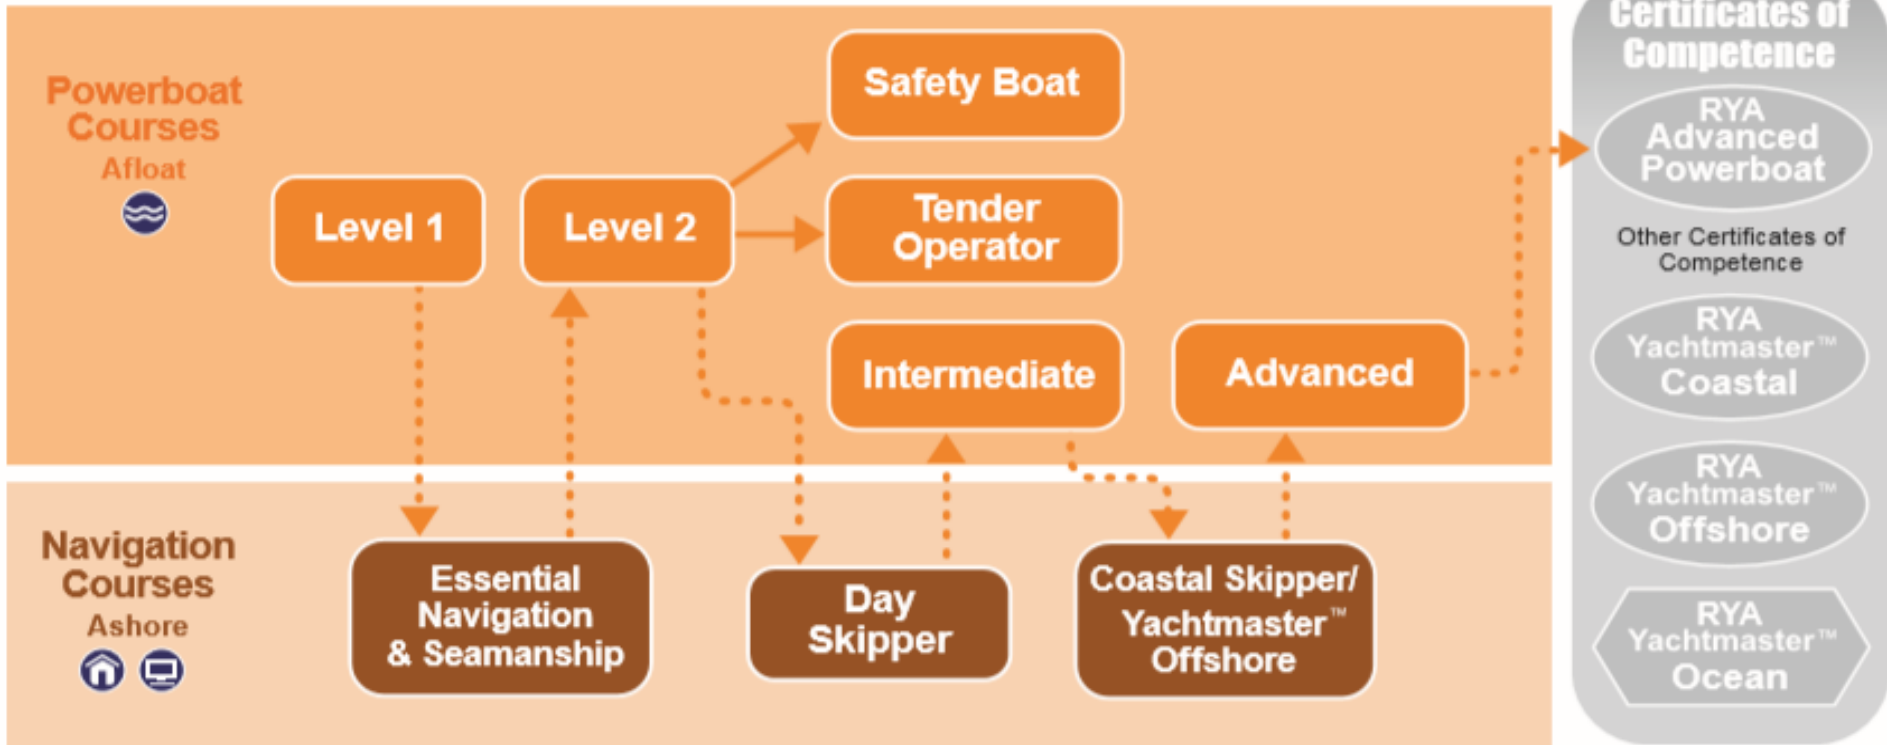 Powerboat
Courses
Afloat
Level 1
Level 2
Safety Boat
Tender
Operator
Intermediate
Advanced
Navigation
Courses
Ashore
Essential
Navigation
& Seamanship
Day
Skipper
Coastal Skipper/
Yachtmaster™
Offshore
Certificates of
Competence
RYA
Advanced
Powerboat
Other Certificates of
Competence
RYA
Yachtmaster™
Coastal
RYA
Yachtmaster™
Offshore
RYA
Yachtmaster™
Ocean